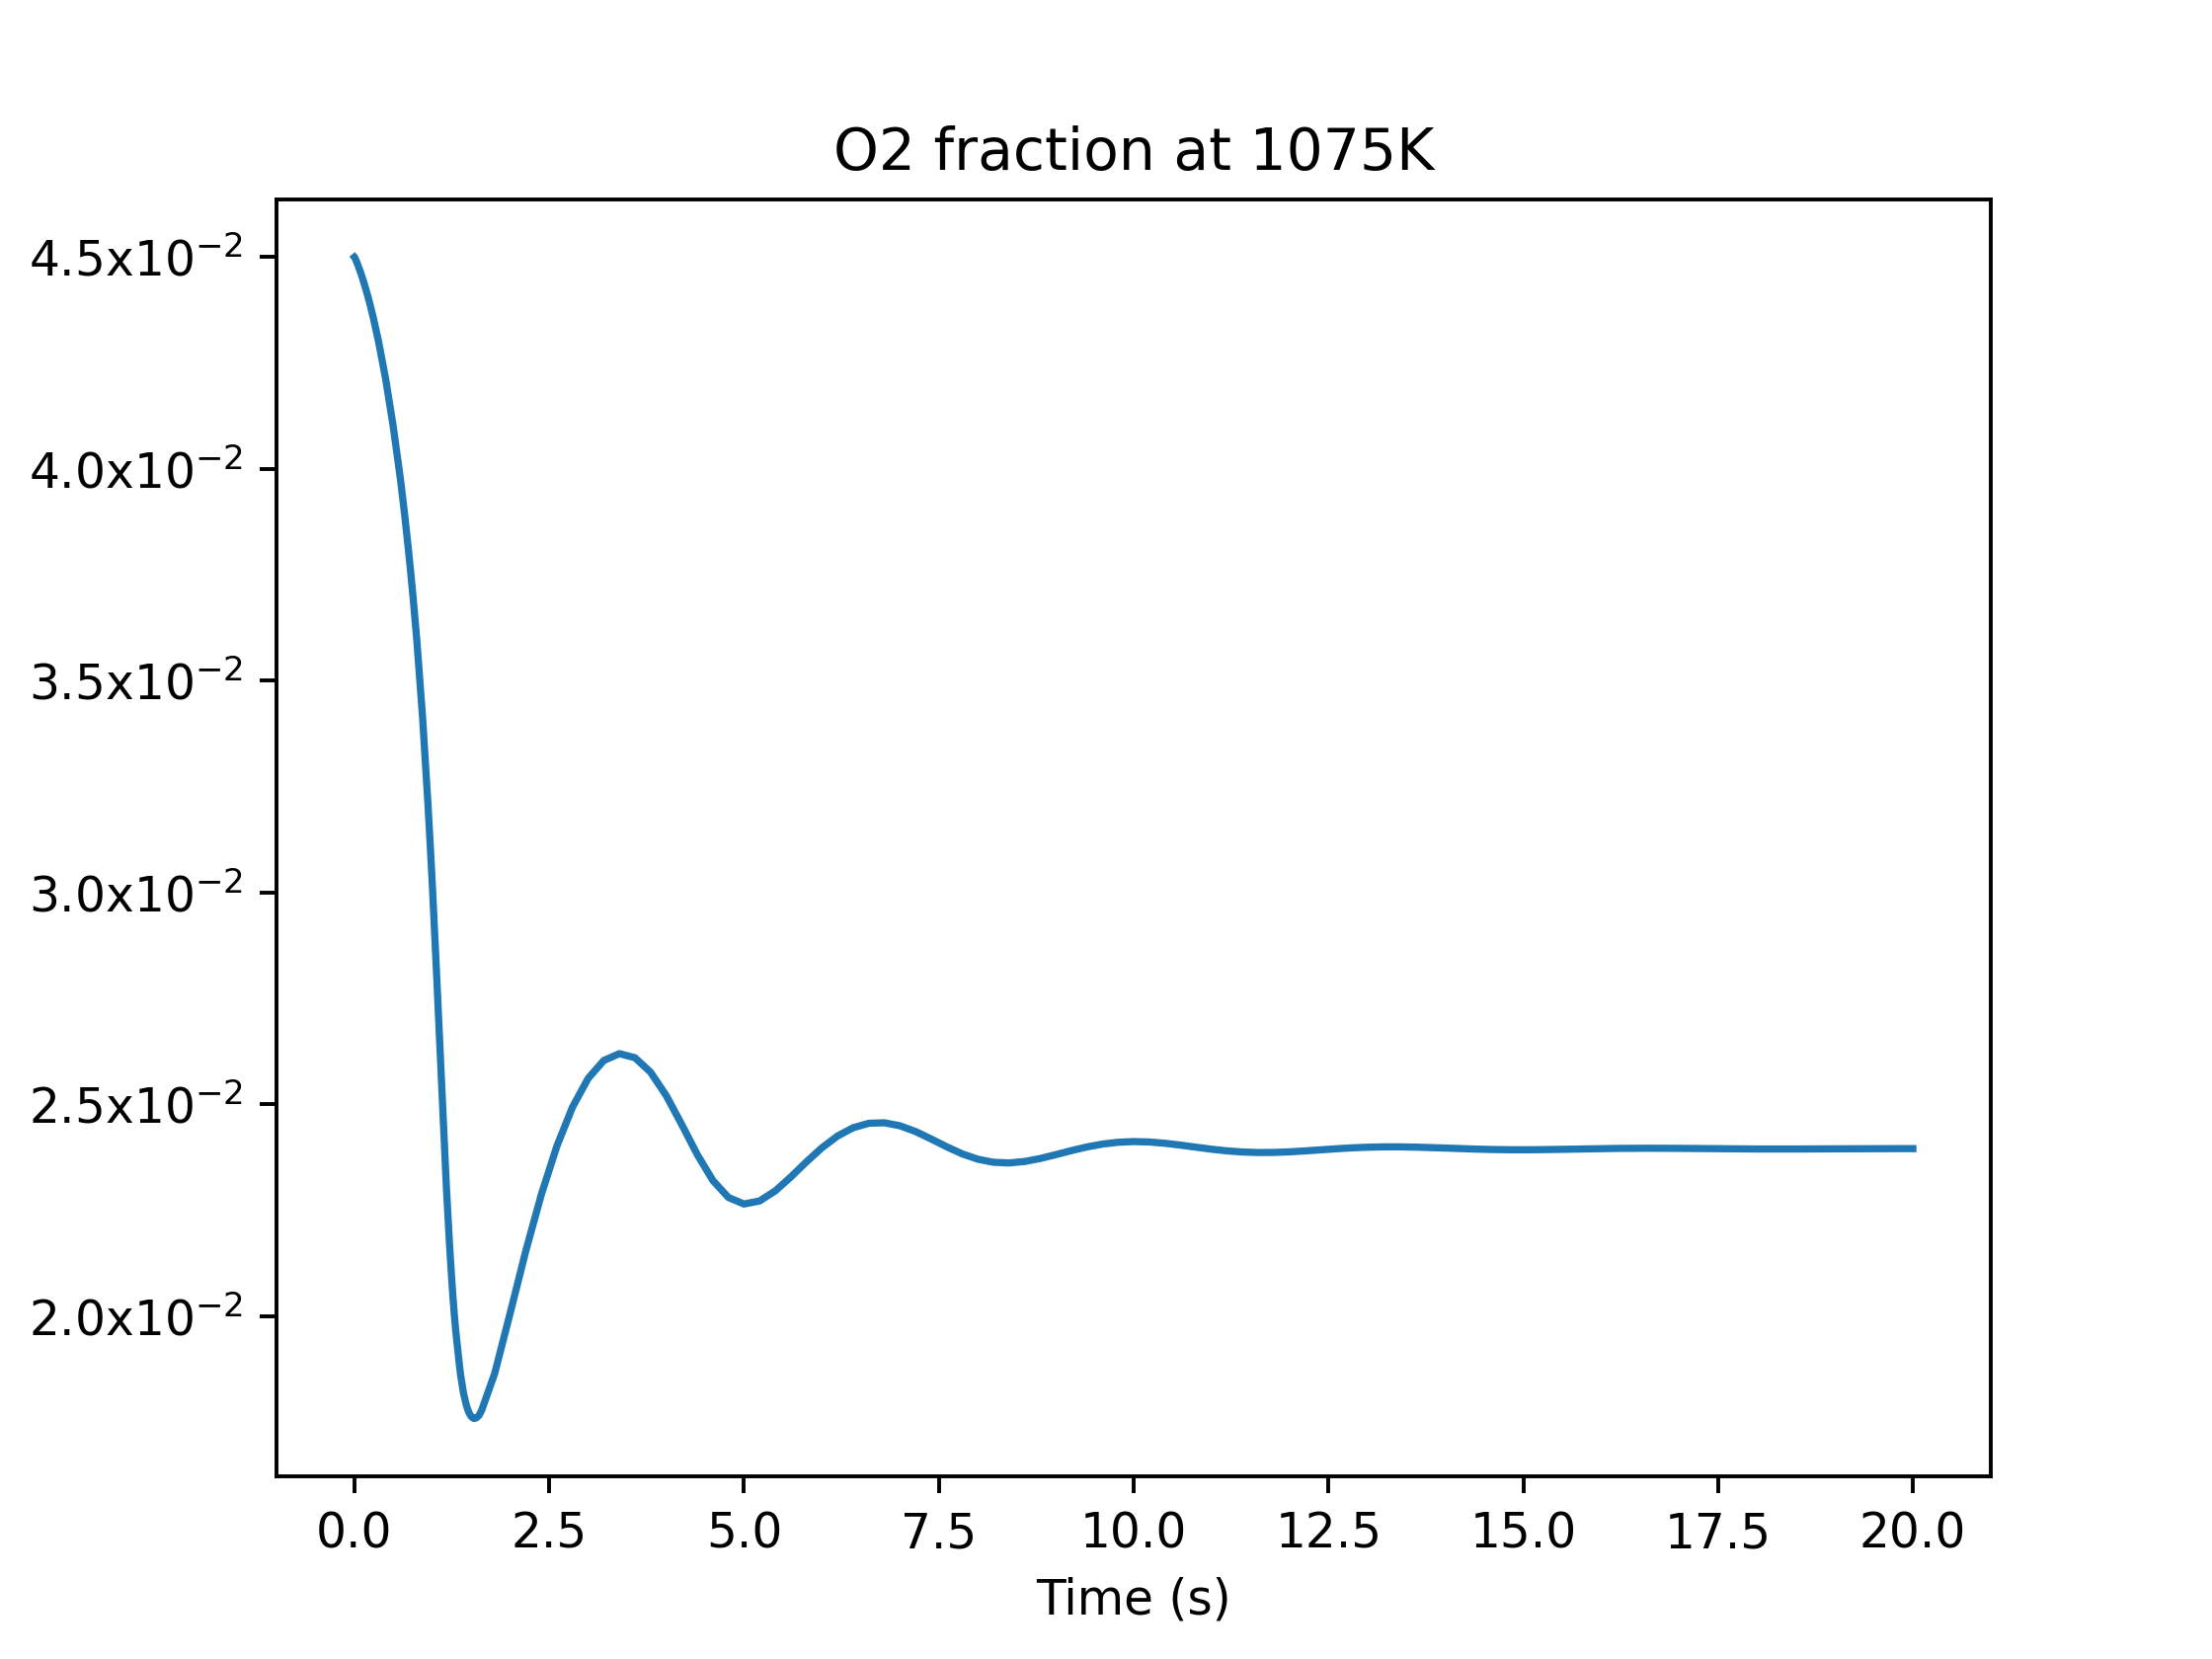 O2 fraction at 1075K
4.5x10⁻²
4.0x10⁻²
3.5x10⁻²
3.0x10⁻²
2.5x10⁻²
2.0x10⁻²
0.0 2.5 5.0 7.5 10.0 12.5 15.0 17.5 20.0
Time (s)